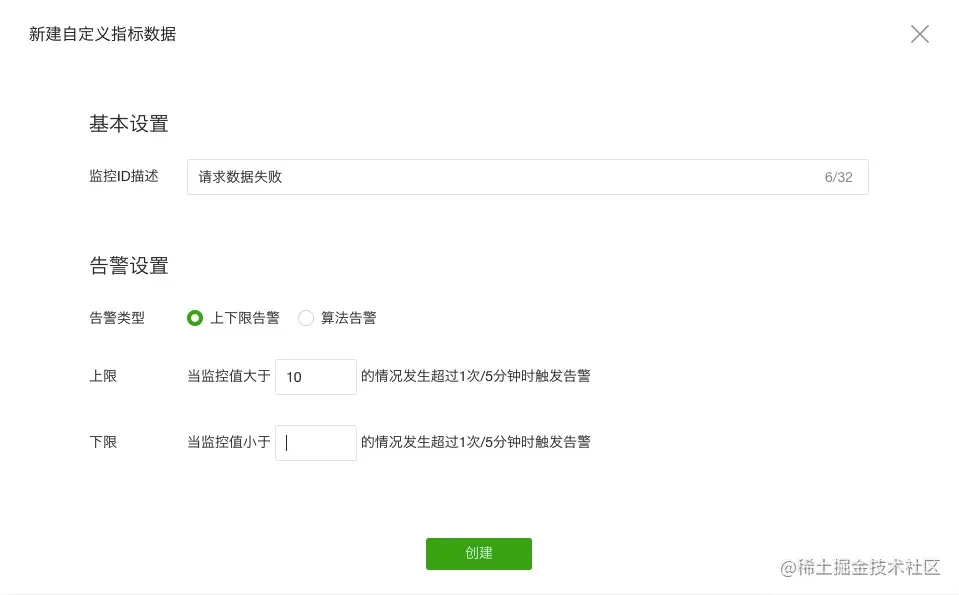 新建自定义指标数据
基本设置
监控ID描述 请求数据失败 6/32
告警设置
告警类型 上下限告警 算法告警
上限 当监控值大于 10 的情况发生超过1次/5分钟时触发告警
下限 当监控值小于 的情况发生超过1次/5分钟时触发告警
创建
@稀土掘金技术社区